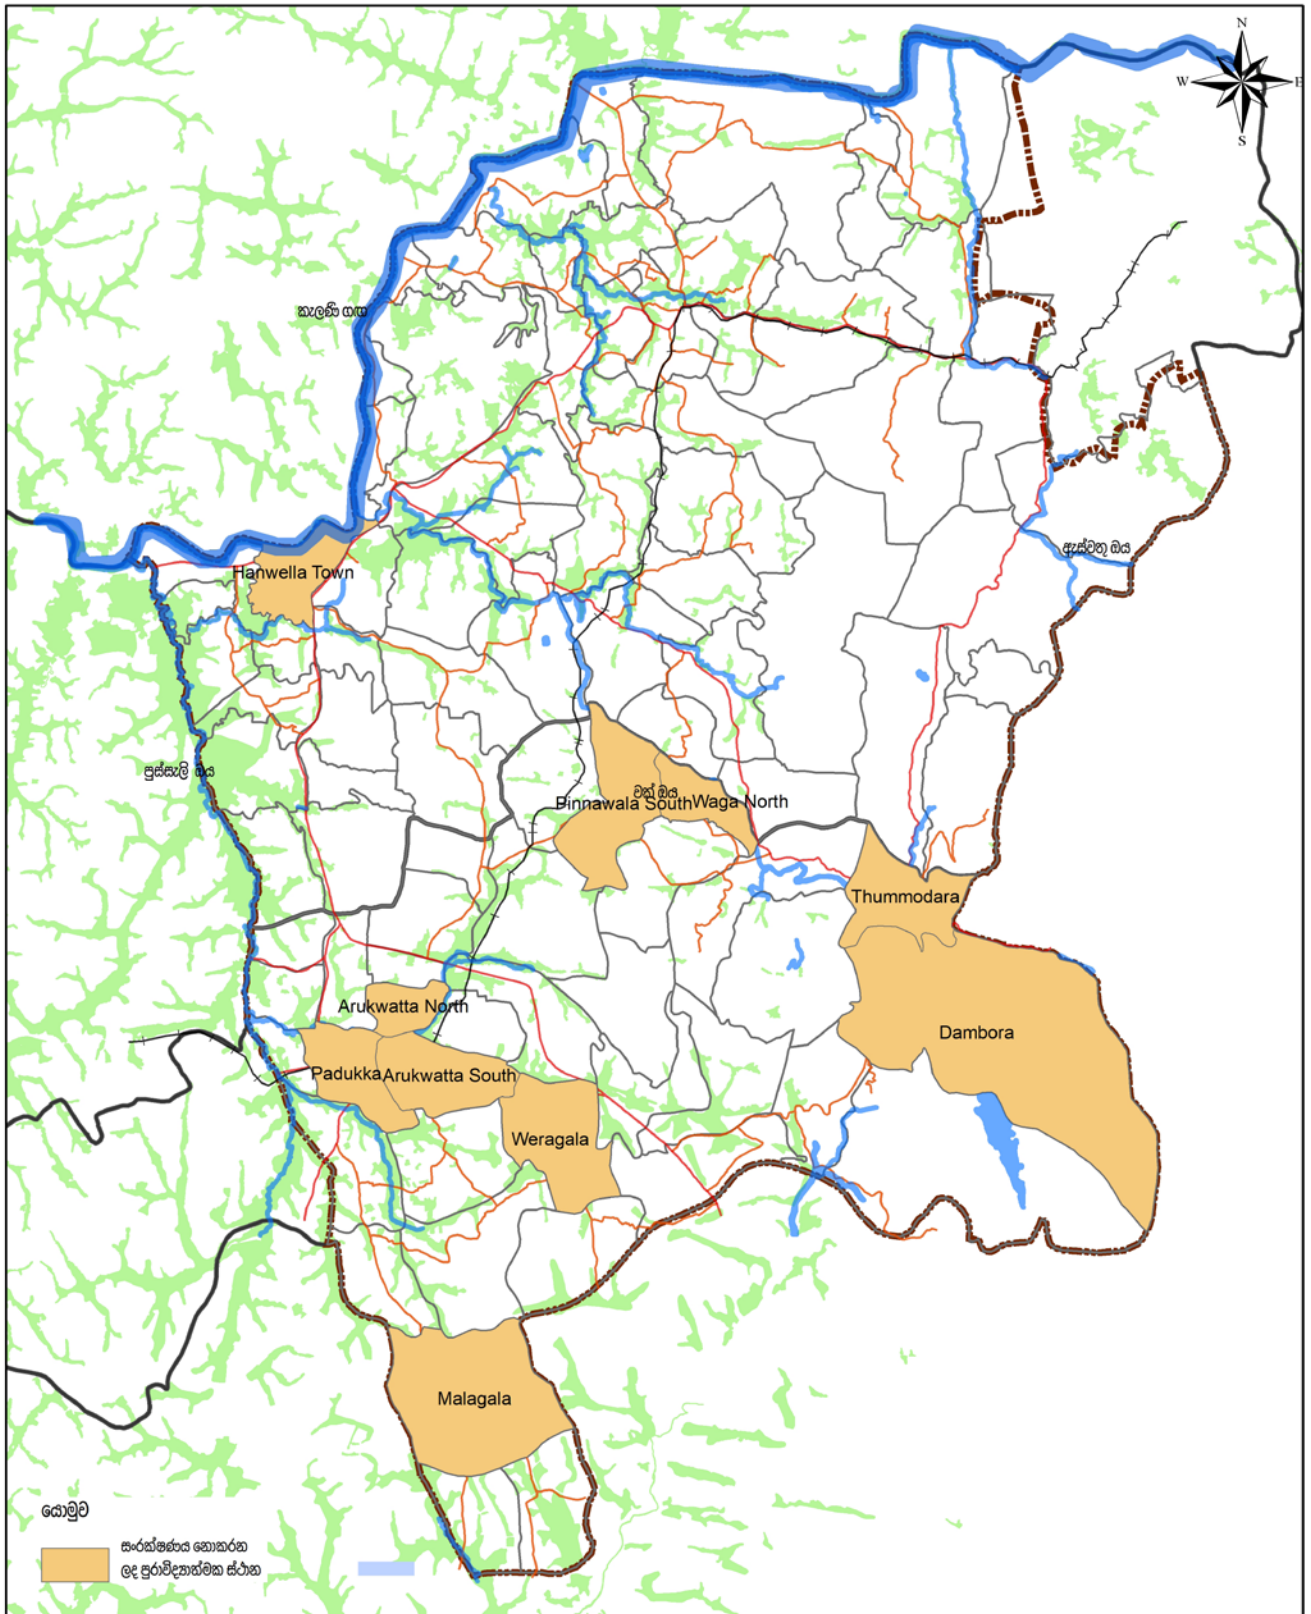 N
W
E
S
කැලණි ගඟ
Hanwella Town
ඇස්වතු ඔය
පුස්සැලි ඔය
වක් ඔය
Pinnawala South
Waga North
Thummodara
Arukwatta North
Dambora
Padukka
Arukwatta South
Weragala
Malagala
යොමුව
සංරක්ෂණය නොකරන
ලද පුරාවිද්‍යාත්මක ස්ථාන